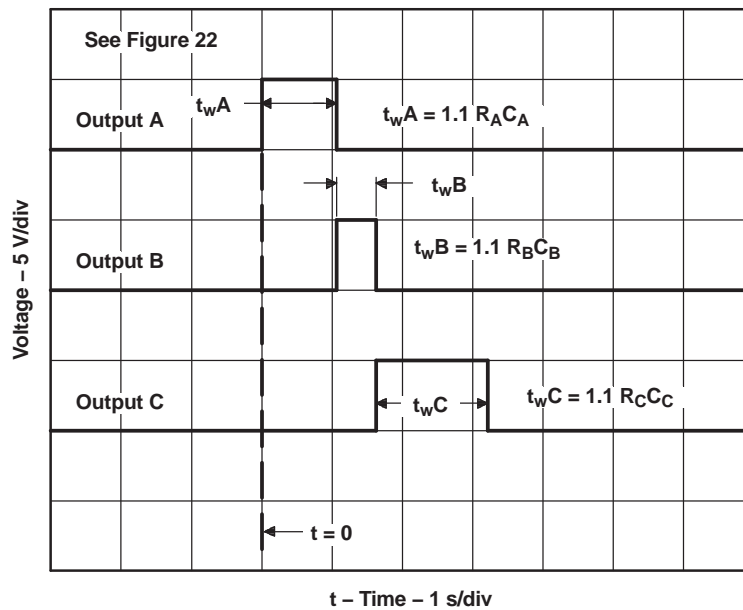 See Figure 22
twA
Output A
twA = 1.1 RACA
twB
Output B
twB = 1.1 RBCB
Output C
twC
twC = 1.1 RCCC
t = 0
Voltage – 5 V/div
t – Time – 1 s/div